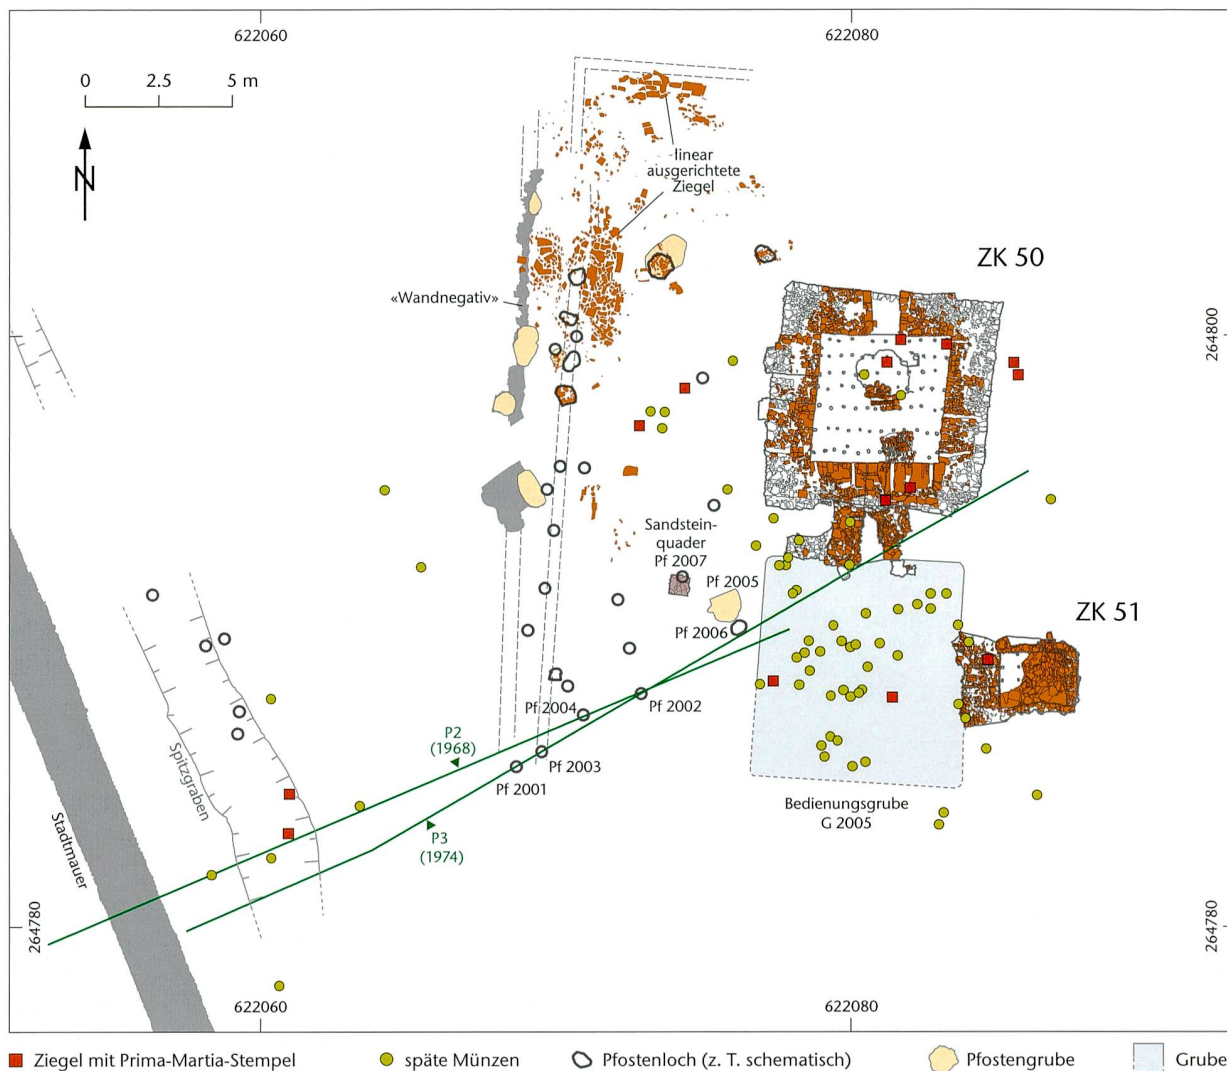 622060
622080
0 2.5 5 m
N
linear
ausgerichtete
Ziegel
ZK 50
«Wandnegativ»
264800
Sandstein-
quader
Pf 2007
Pf 2005
Pf 2006
ZK 51
Pf 2004
Pf 2002
P2
(1968)
Pf 2003
Pf 2001
Spitzgraben
Bedienungsgrube
G 2005
P3
(1974)
Stadtmauer
264780
264780
622060
622080
Ziegel mit Prima-Martia-Stempel
späte Münzen
Pfostenloch (z. T. schematisch)
Pfostengrube
Grube